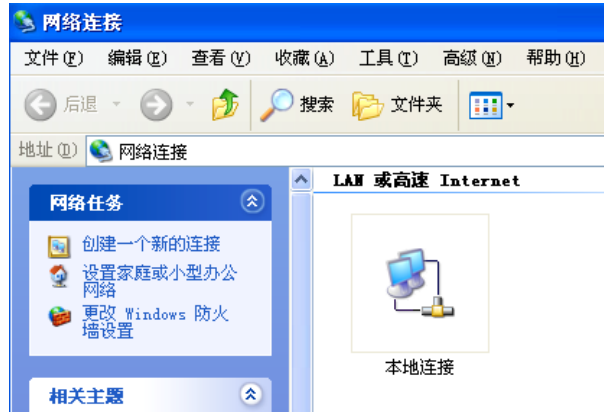 网络连接
文件(F) 编辑(E) 查看(V) 收藏(A) 工具(T) 高级(N) 帮助(H)
后退 搜索 文件夹
地址(D) 网络连接
网络任务
创建一个新的连接
设置家庭或小型办公
网络
更改 Windows 防火
墙设置
相关主题
LAN 或高速 Internet
本地连接